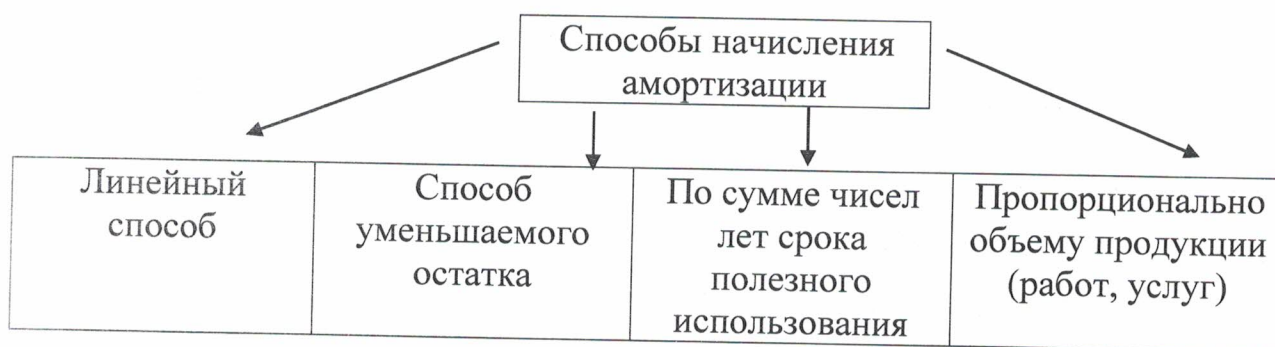 Способы начисления
амортизации
Линейный
способ
Способ
уменьшаемого
остатка
По сумме чисел
лет срока
полезного
использования
Пропорционально
объему продукции
(работ, услуг)